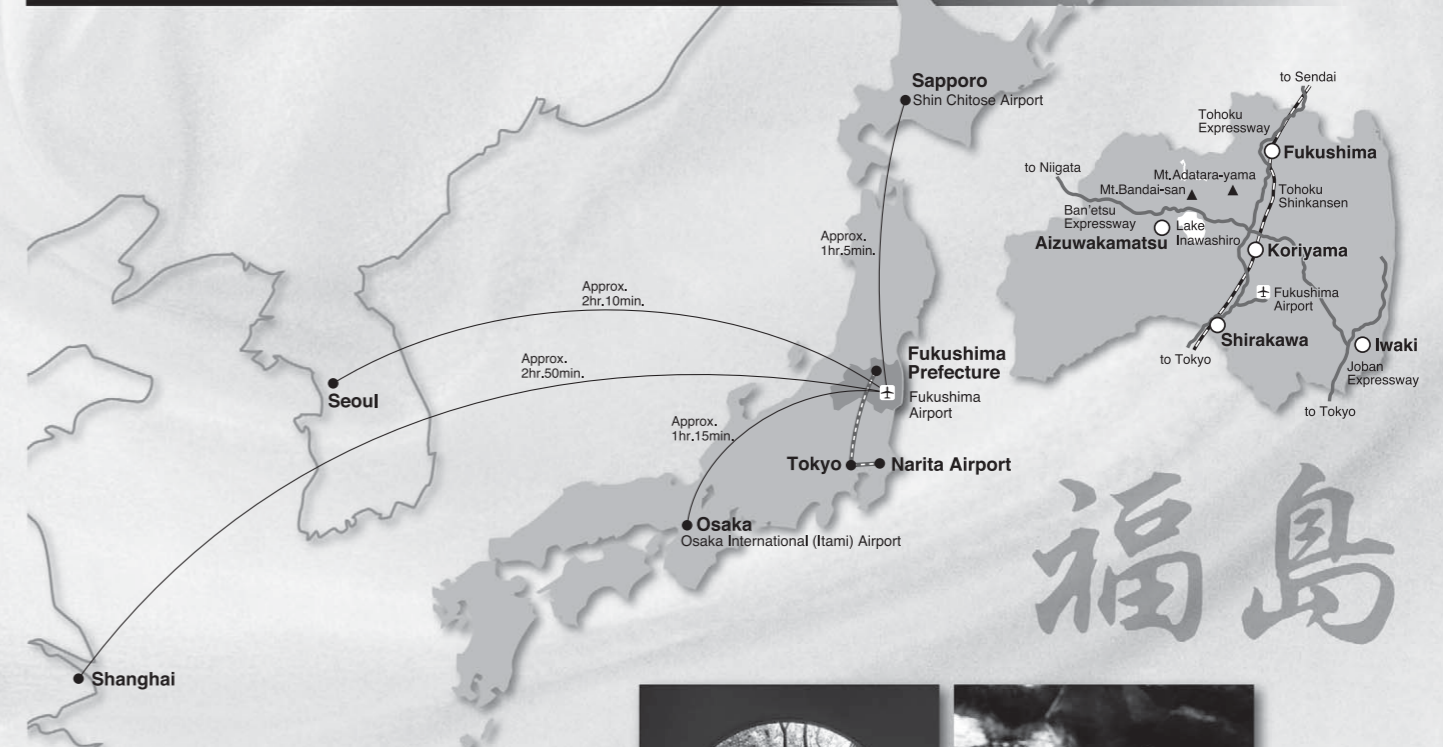 Sapporo
Shin Chitose Airport
Approx.
1hr.5min.
Approx.
2hr.10min.
Approx.
2hr.50min.
Approx.
1hr.15min.
Seoul
Shanghai
Fukushima
Prefecture
Fukushima
Airport
Tokyo
Narita Airport
Osaka
Osaka International (Itami) Airport
to Sendai
Tohoku
Expressway
Fukushima
to Niigata
Mt.Adatara-yama
Mt.Bandai-san
Tohoku
Shinkansen
Ban'etsu
Expressway
Lake
Inawashiro
Aizuwakamatsu
Koriyama
Fukushima
Airport
Shirakawa
to Tokyo
Iwaki
Joban
Expressway
to Tokyo
福島